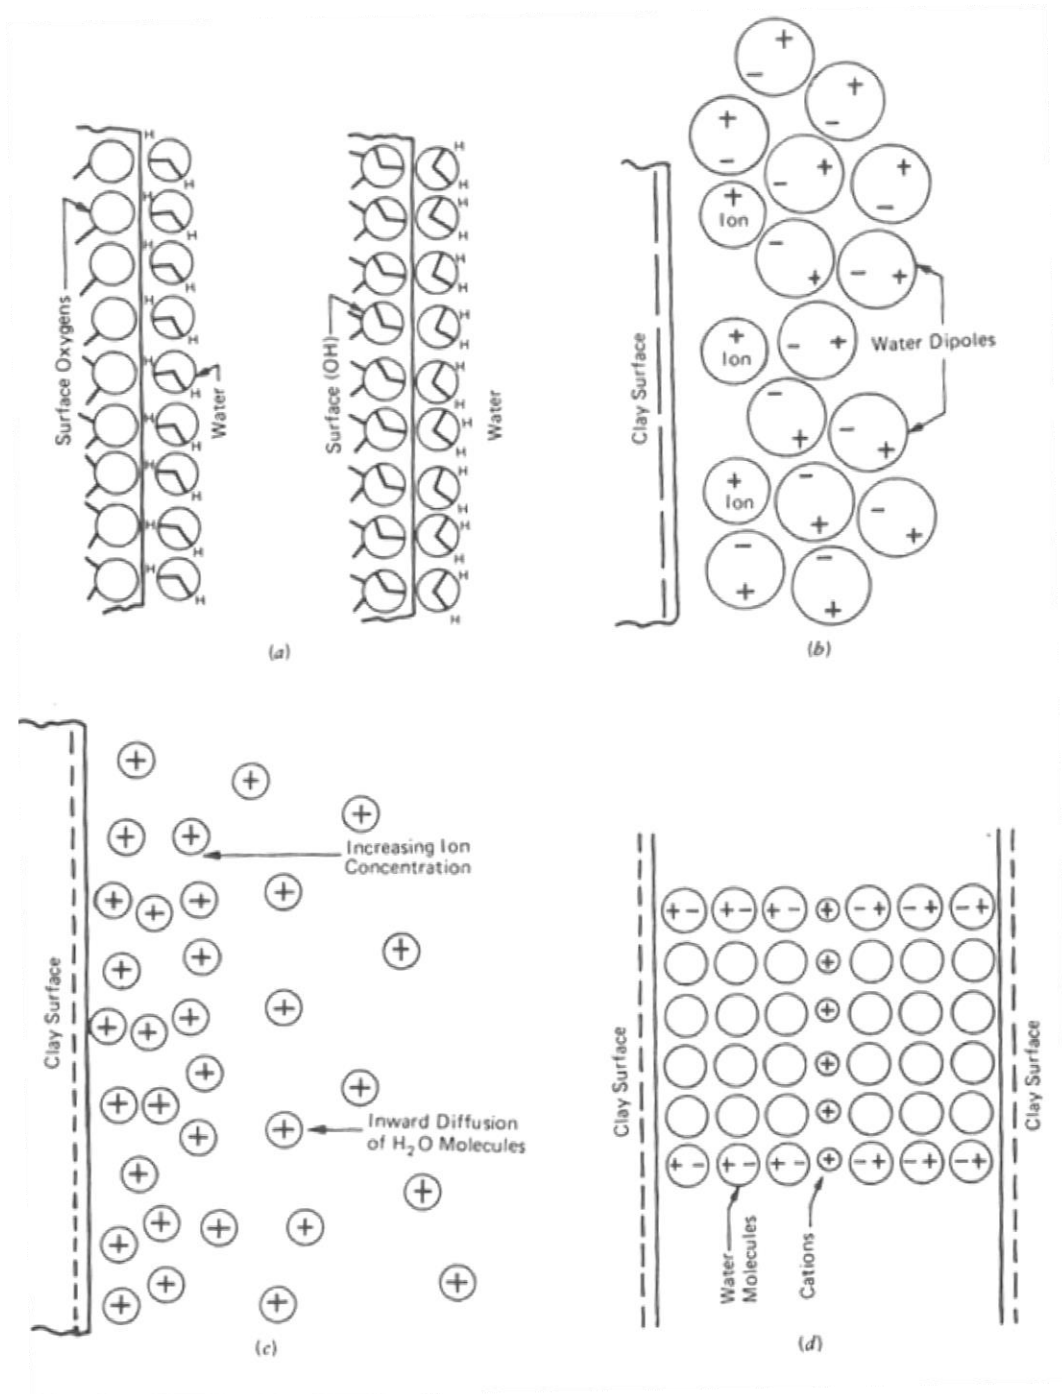 H H H H H H H H H
H H H H H H H H H
Surface Oxygens
Water
H H H H H H H H H
H H H H H H H H H
Surface (OH)
Water
(a)
+ −
+ −
+ −
+ −
+ −
+
Ion
− +
− +
+
Ion
− +
Water Dipoles
− +
− +
+
Ion
− +
− +
− +
− +
Clay Surface
(b)
Increasing Ion
Concentration
Inward Diffusion
of H₂O Molecules
Clay Surface
(c)
+ − + − + − + − + − + − +
+
+
+
+
+ − + − + − + − + − + − +
Clay Surface
Clay Surface
Water
Molecules
Cations
(d)